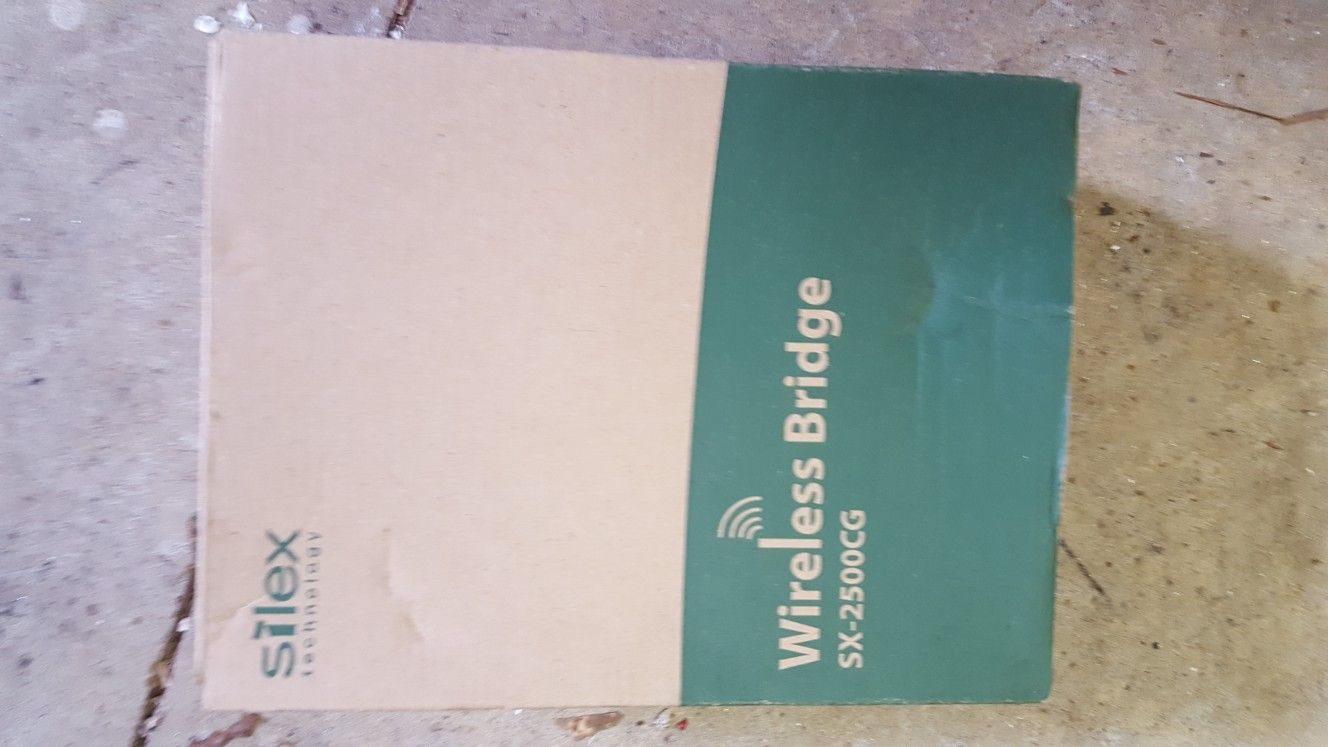 silex
technology
Wireless Bridge
SX-2500CG